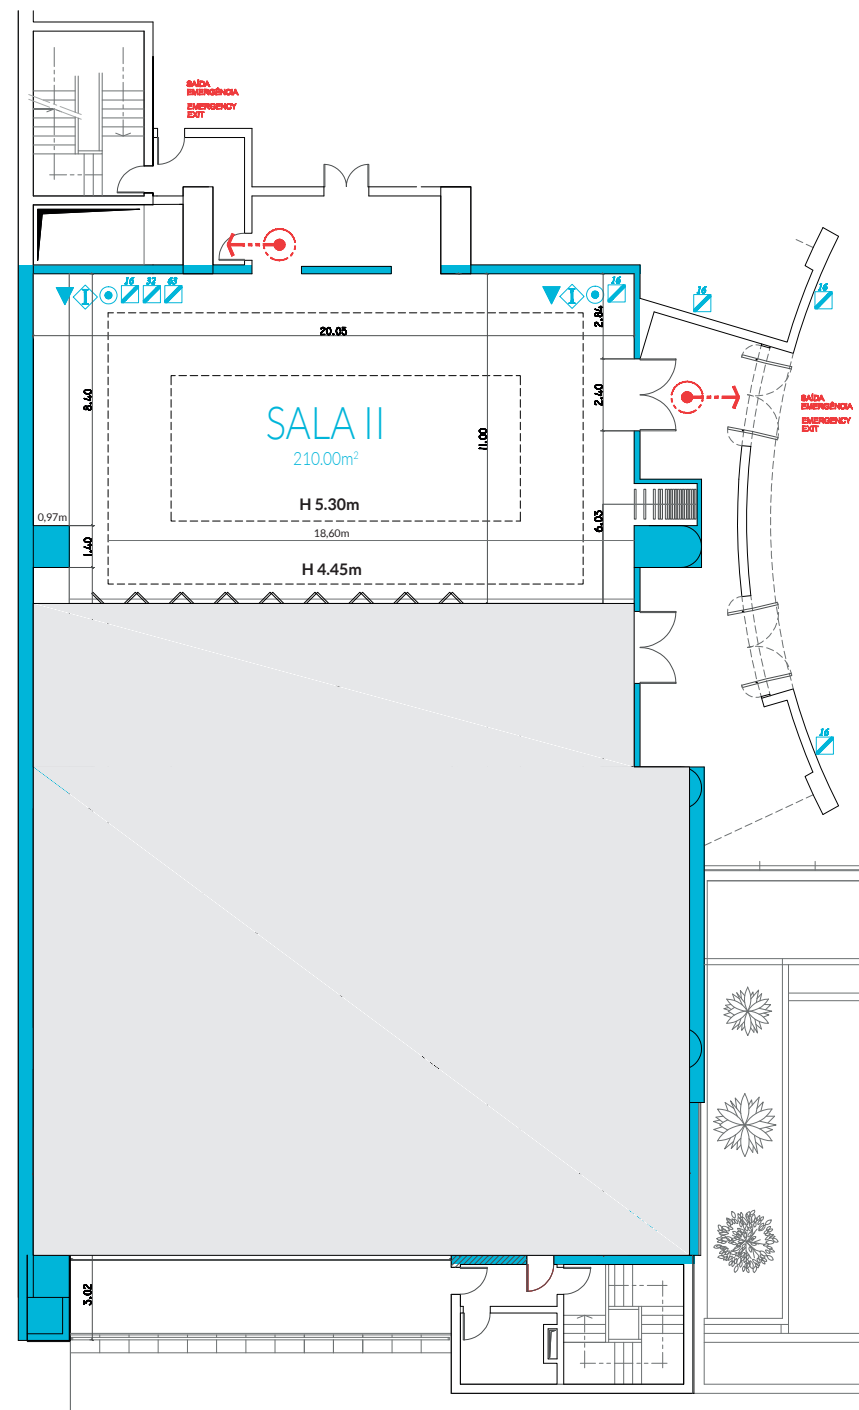 SAÍDA
EMERGÊNCIA
EMERGENCY
EXIT
16 32 63
16
16
16
20.05
2.84
8.40
2.40
SAÍDA
EMERGÊNCIA
EMERGENCY
EXIT
SALA II
210.00m²
11.00
H 5.30m
0,97m
18,60m
6.03
1.40
H 4.45m
16
3.02